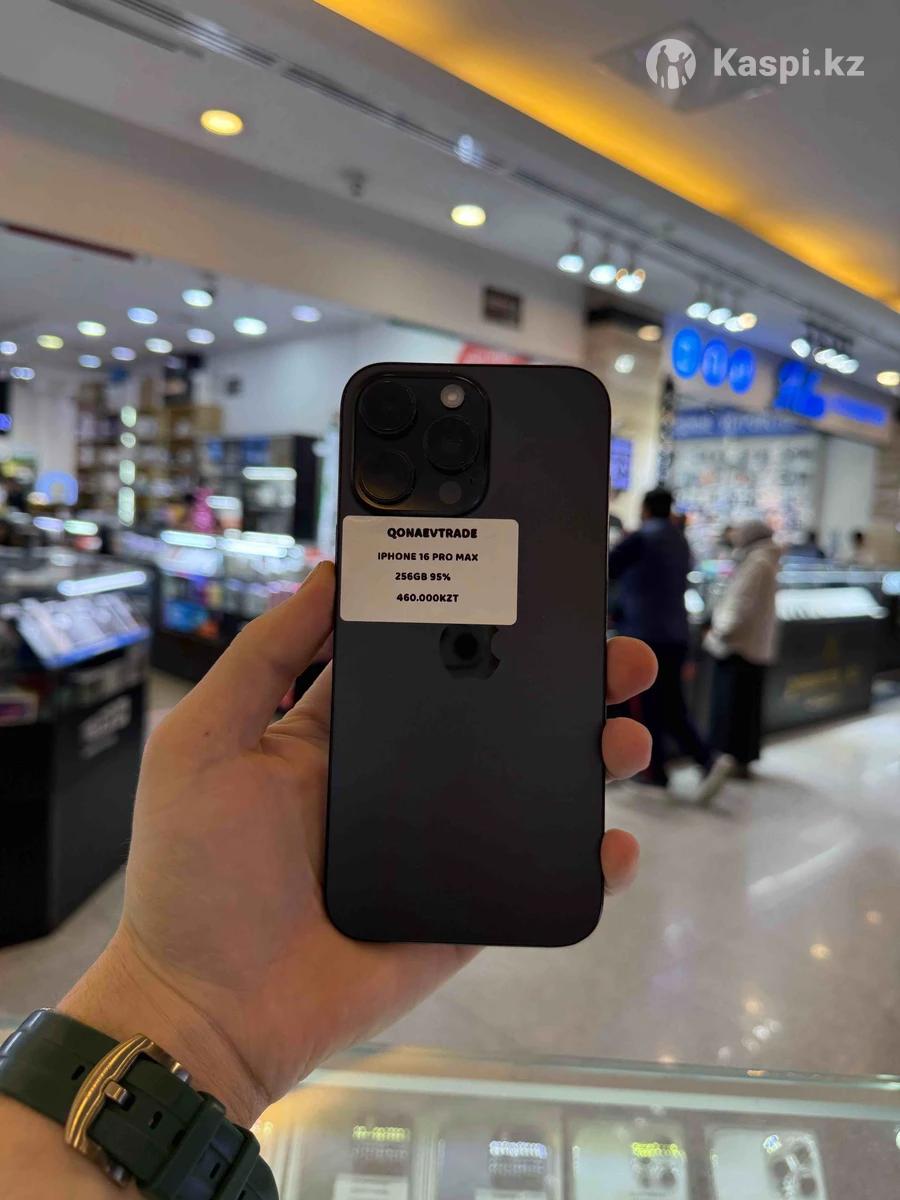 Kaspi.kz
QONAEVTRADE
IPHONE 16 PRO MAX
256GB 95%
460.000KZT